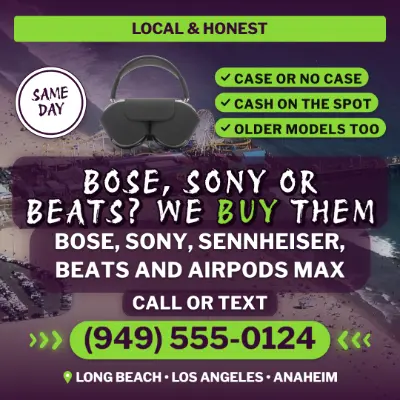 LOCAL & HONEST
SAME
DAY
CASE OR NO CASE
CASH ON THE SPOT
OLDER MODELS TOO
BOSE, SONY OR
BEATS? WE BUY THEM
BOSE, SONY, SENNHEISER,
BEATS AND AIRPODS MAX
CALL OR TEXT
(949) 555-0124
LONG BEACH • LOS ANGELES • ANAHEIM